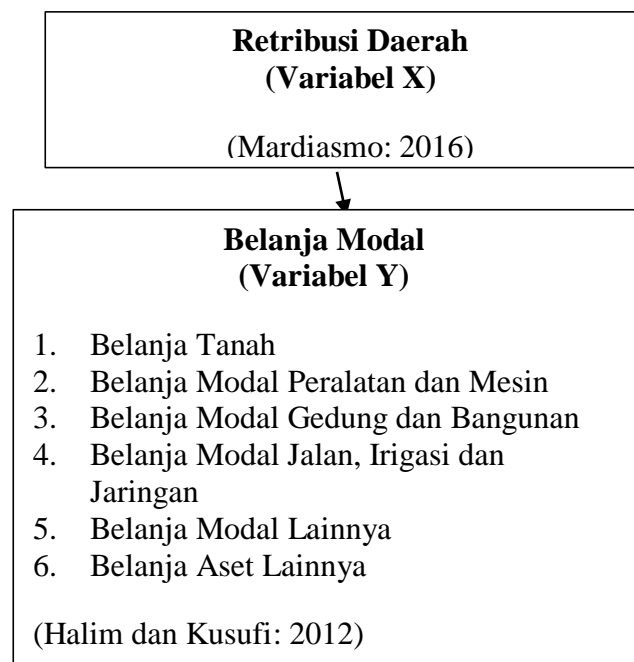 Retribusi Daerah
(Variabel X)
(Mardiasmo: 2016)
Belanja Modal
(Variabel Y)
1. Belanja Tanah
2. Belanja Modal Peralatan dan Mesin
3. Belanja Modal Gedung dan Bangunan
4. Belanja Modal Jalan, Irigasi dan
Jaringan
5. Belanja Modal Lainnya
6. Belanja Aset Lainnya
(Halim dan Kusufi: 2012)